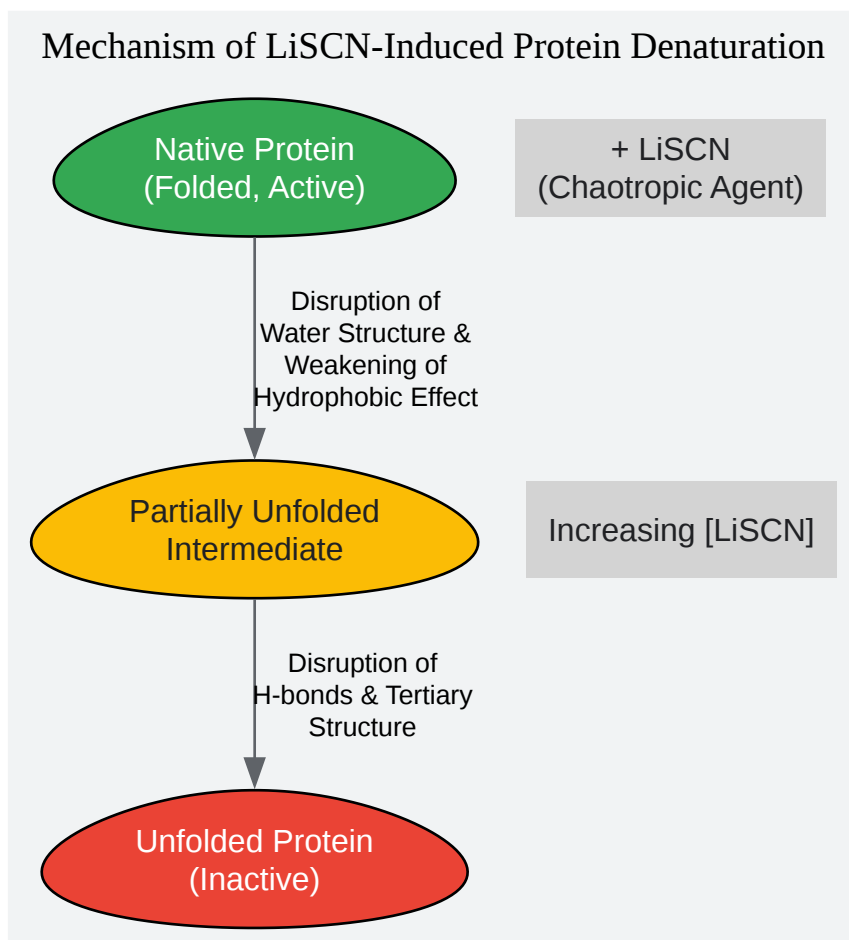 Mechanism of LiSCN-Induced Protein Denaturation
Native Protein
(Folded, Active)
+ LiSCN
(Chaotropic Agent)
Disruption of
Water Structure &
Weakening of
Hydrophobic Effect
Partially Unfolded
Intermediate
Increasing [LiSCN]
Disruption of
H-bonds & Tertiary
Structure
Unfolded Protein
(Inactive)